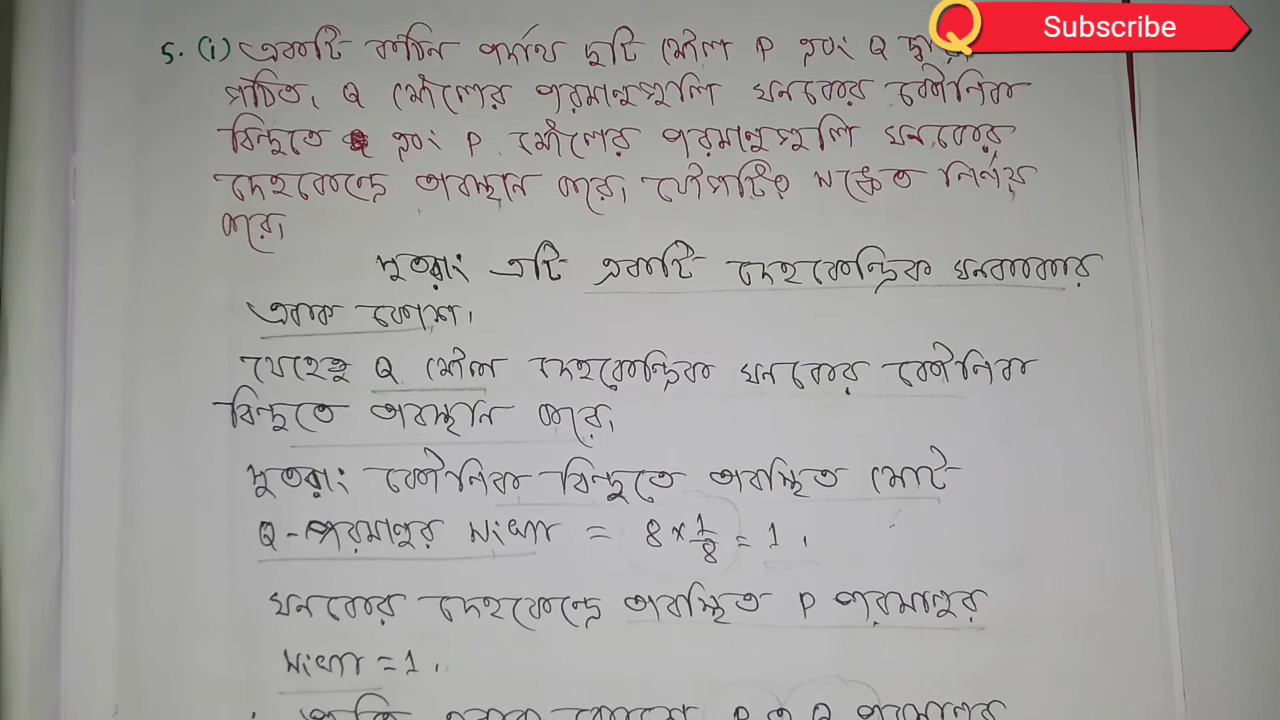 Subscribe
5. (i) একটি কঠিন পদার্থ দুটি মৌল P এবং Q দ্বারা
গঠিত। Q মৌলের পরমাণুগুলি ঘনকের কৌনিক
বিন্দুতে এবং P মৌলের পরমাণুগুলি ঘনকের
দেহকেন্দ্রে অবস্থান করে। যৌগটির সংকেত নির্ণয়
করো।
সুতরাং এটি একটি দেহকেন্দ্রিক ঘনকাকার
একক কোশ।
যেহেতু Q মৌল দেহকেন্দ্রিক ঘনকের কৌনিক
বিন্দুতে অবস্থান করে।
সুতরাং কৌনিক বিন্দুতে অবস্থিত মোট
Q-পরমাণুর সংখ্যা = 8 × 1/8 = 1.
ঘনকের দেহকেন্দ্রে অবস্থিত P পরমাণুর
সংখ্যা = 1.
P ও Q পরমাণুর